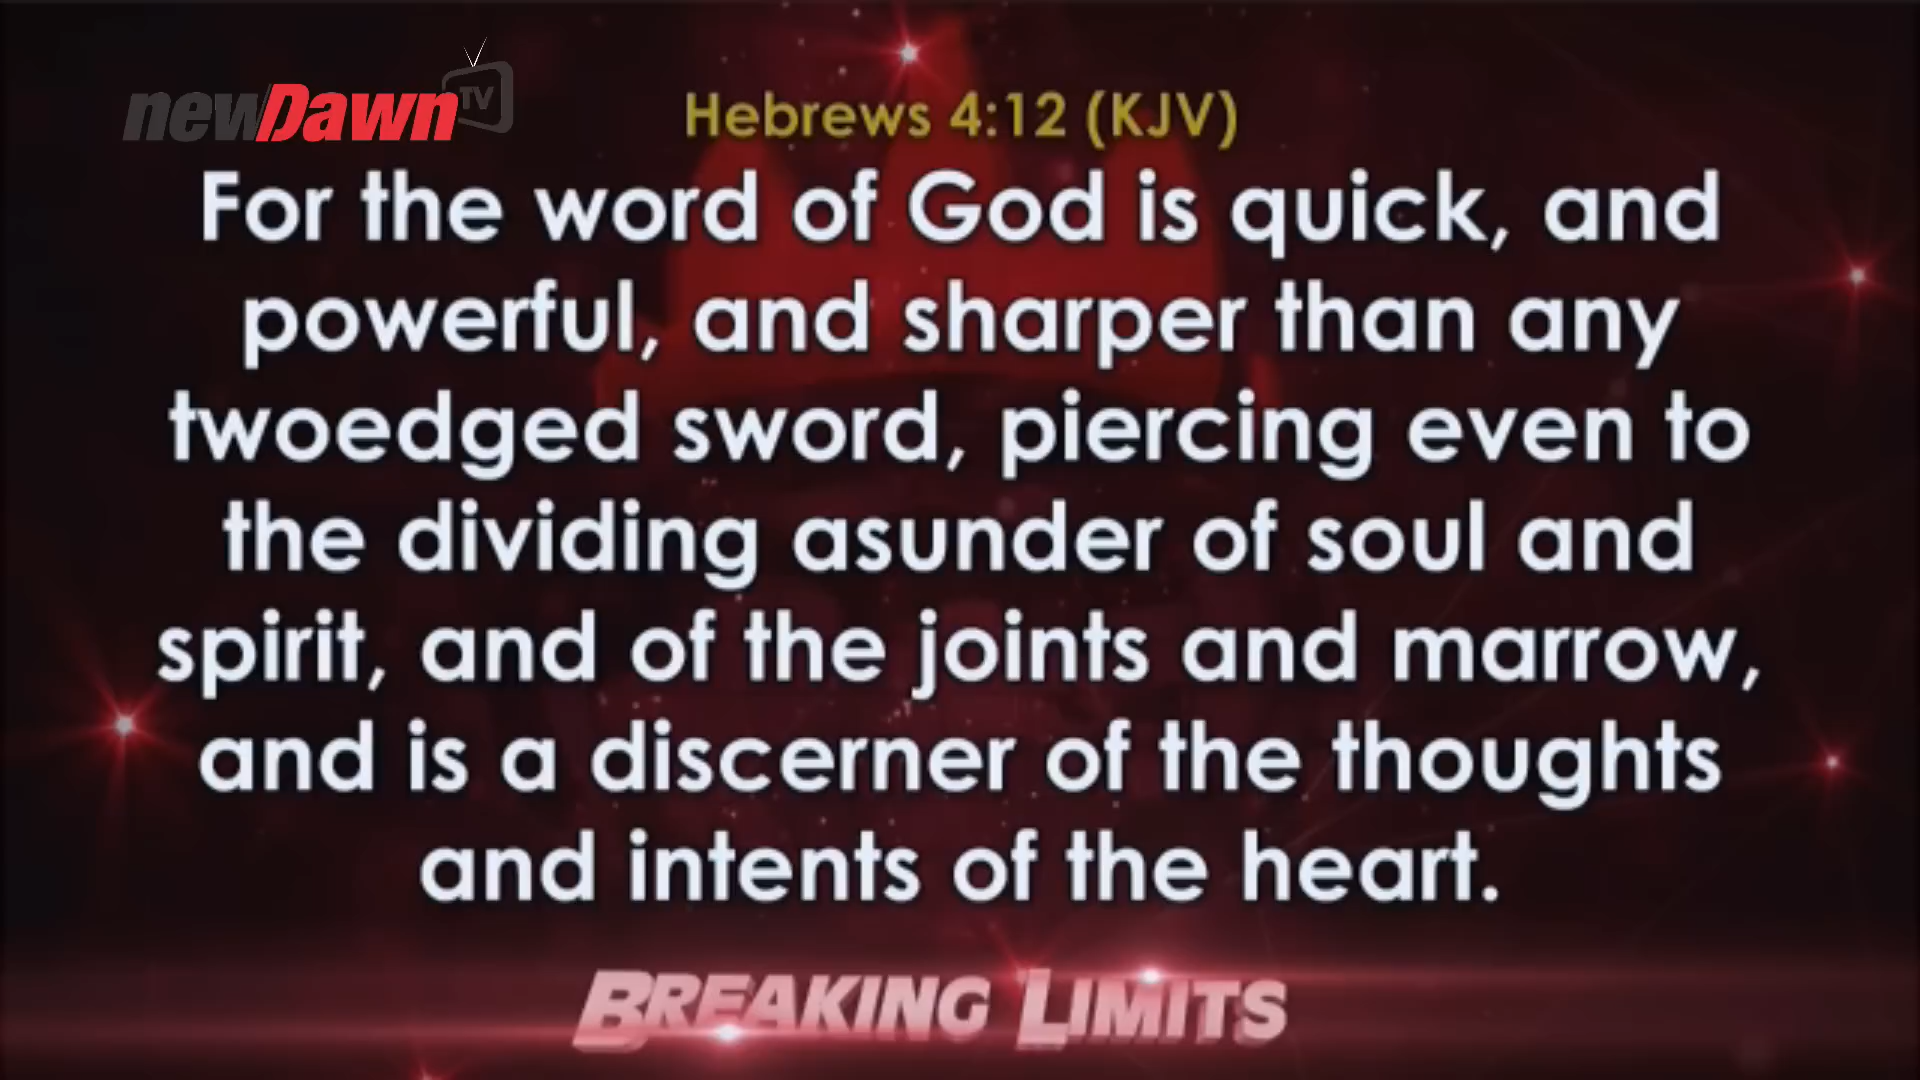 newDawn TV
Hebrews 4:12 (KJV)
For the word of God is quick, and
powerful, and sharper than any
twoedged sword, piercing even to
the dividing asunder of soul and
spirit, and of the joints and marrow,
and is a discerner of the thoughts
and intents of the heart.
BREAKING LIMITS